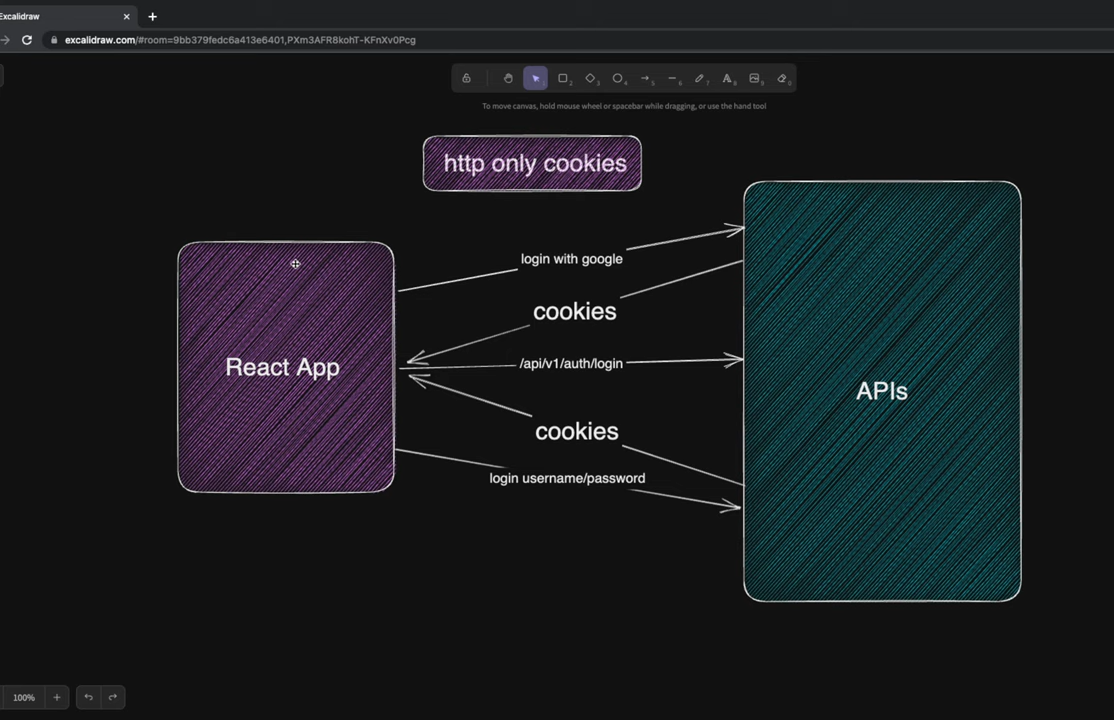 Excalidraw
excalidraw.com/#room=9bb379fedc6a413e6401,PXm3AFR8kohT-KFnXv0Pcg
To move canvas, hold mouse wheel or spacebar while dragging, or use the hand tool
http only cookies
login with google
cookies
/api/v1/auth/login
React App
APIs
cookies
login username/password
100%